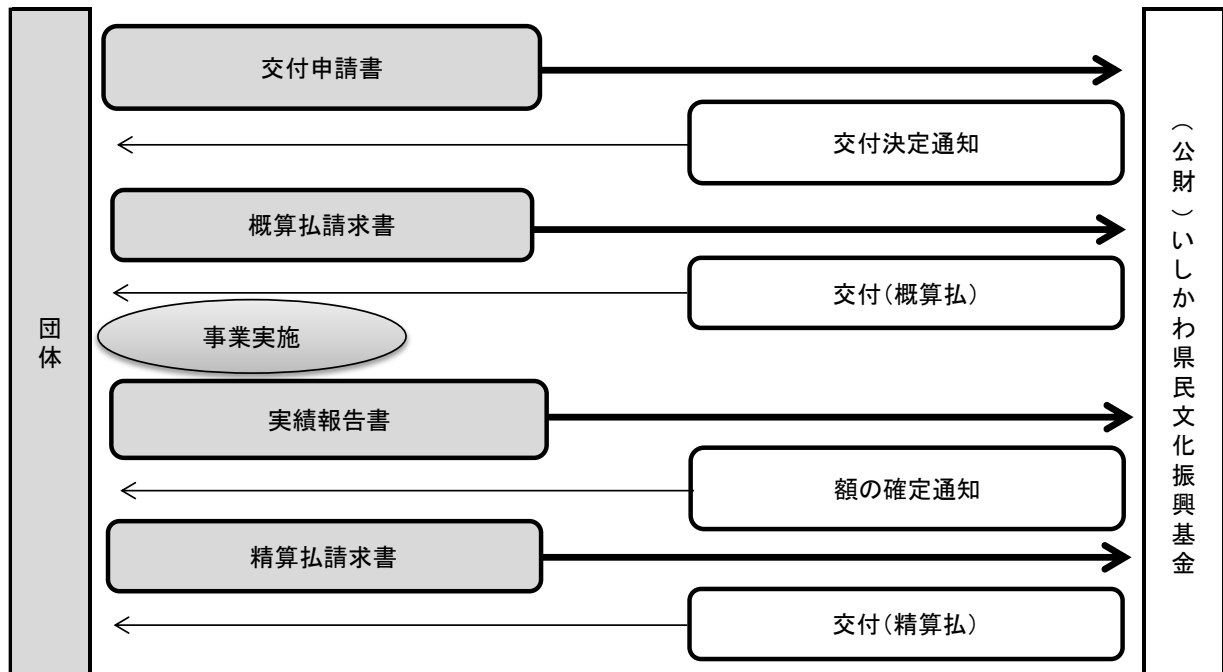 団体
交付申請書
交付決定通知
概算払請求書
交付（概算払）
事業実施
実績報告書
額の確定通知
精算払請求書
交付（精算払）
（公財）いしかわ県民文化振興基金